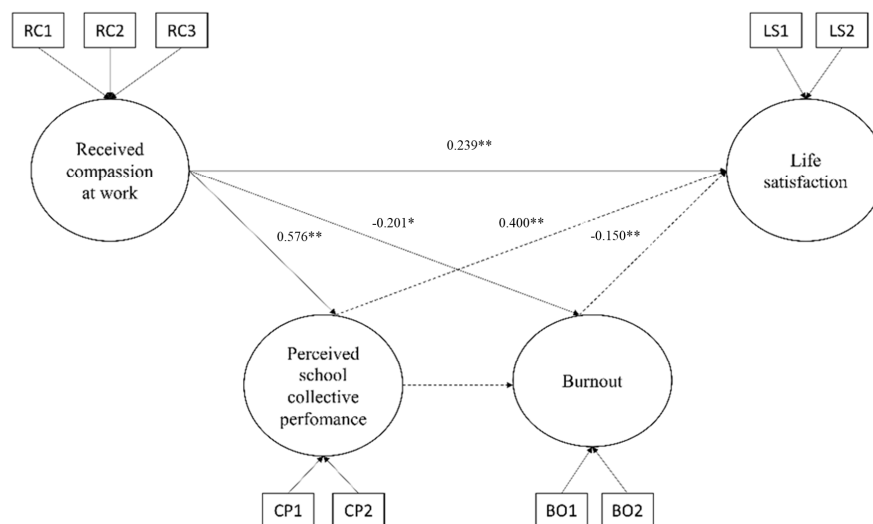 RC1
RC2
RC3
LS1
LS2
Received
compassion
at work
0.239**
Life
satisfaction
0.576**
-0.201*
0.400**
-0.150**
Perceived
school
collective
perfomance
Burnout
CP1
CP2
BO1
BO2